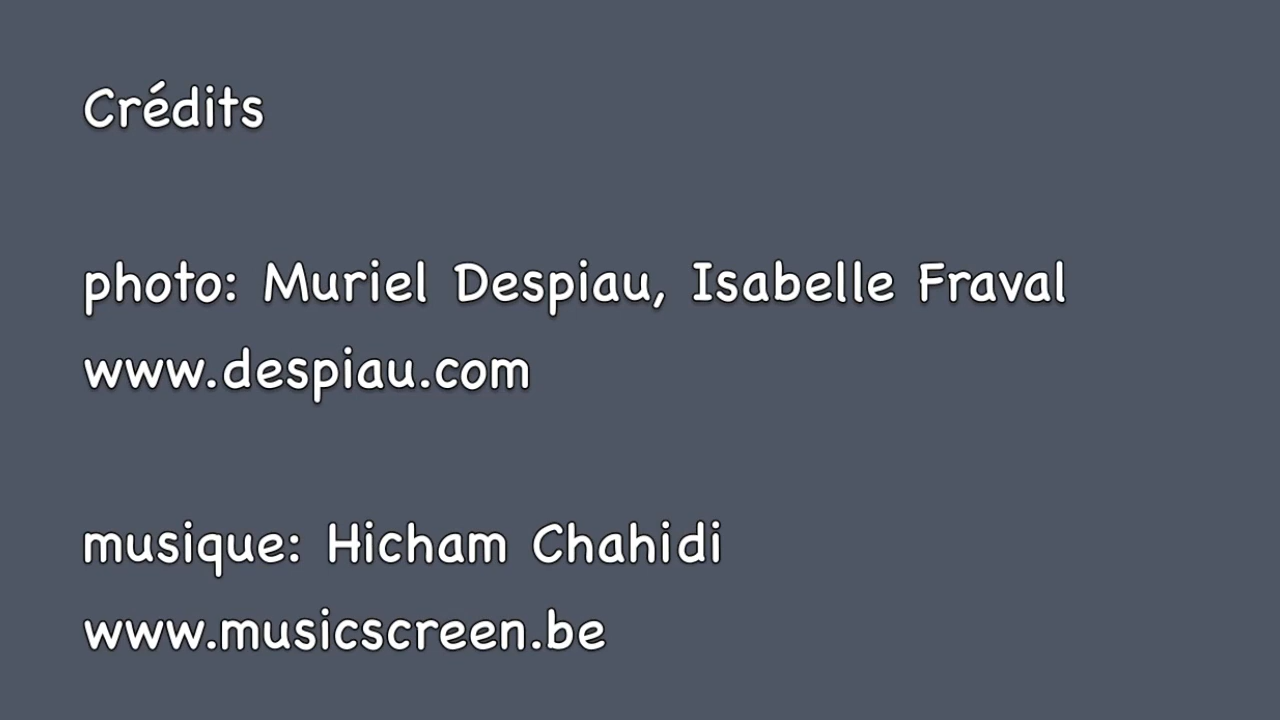 Crédits
photo: Muriel Despiau, Isabelle Fraval
www.despiau.com
musique: Hicham Chahidi
www.musicscreen.be